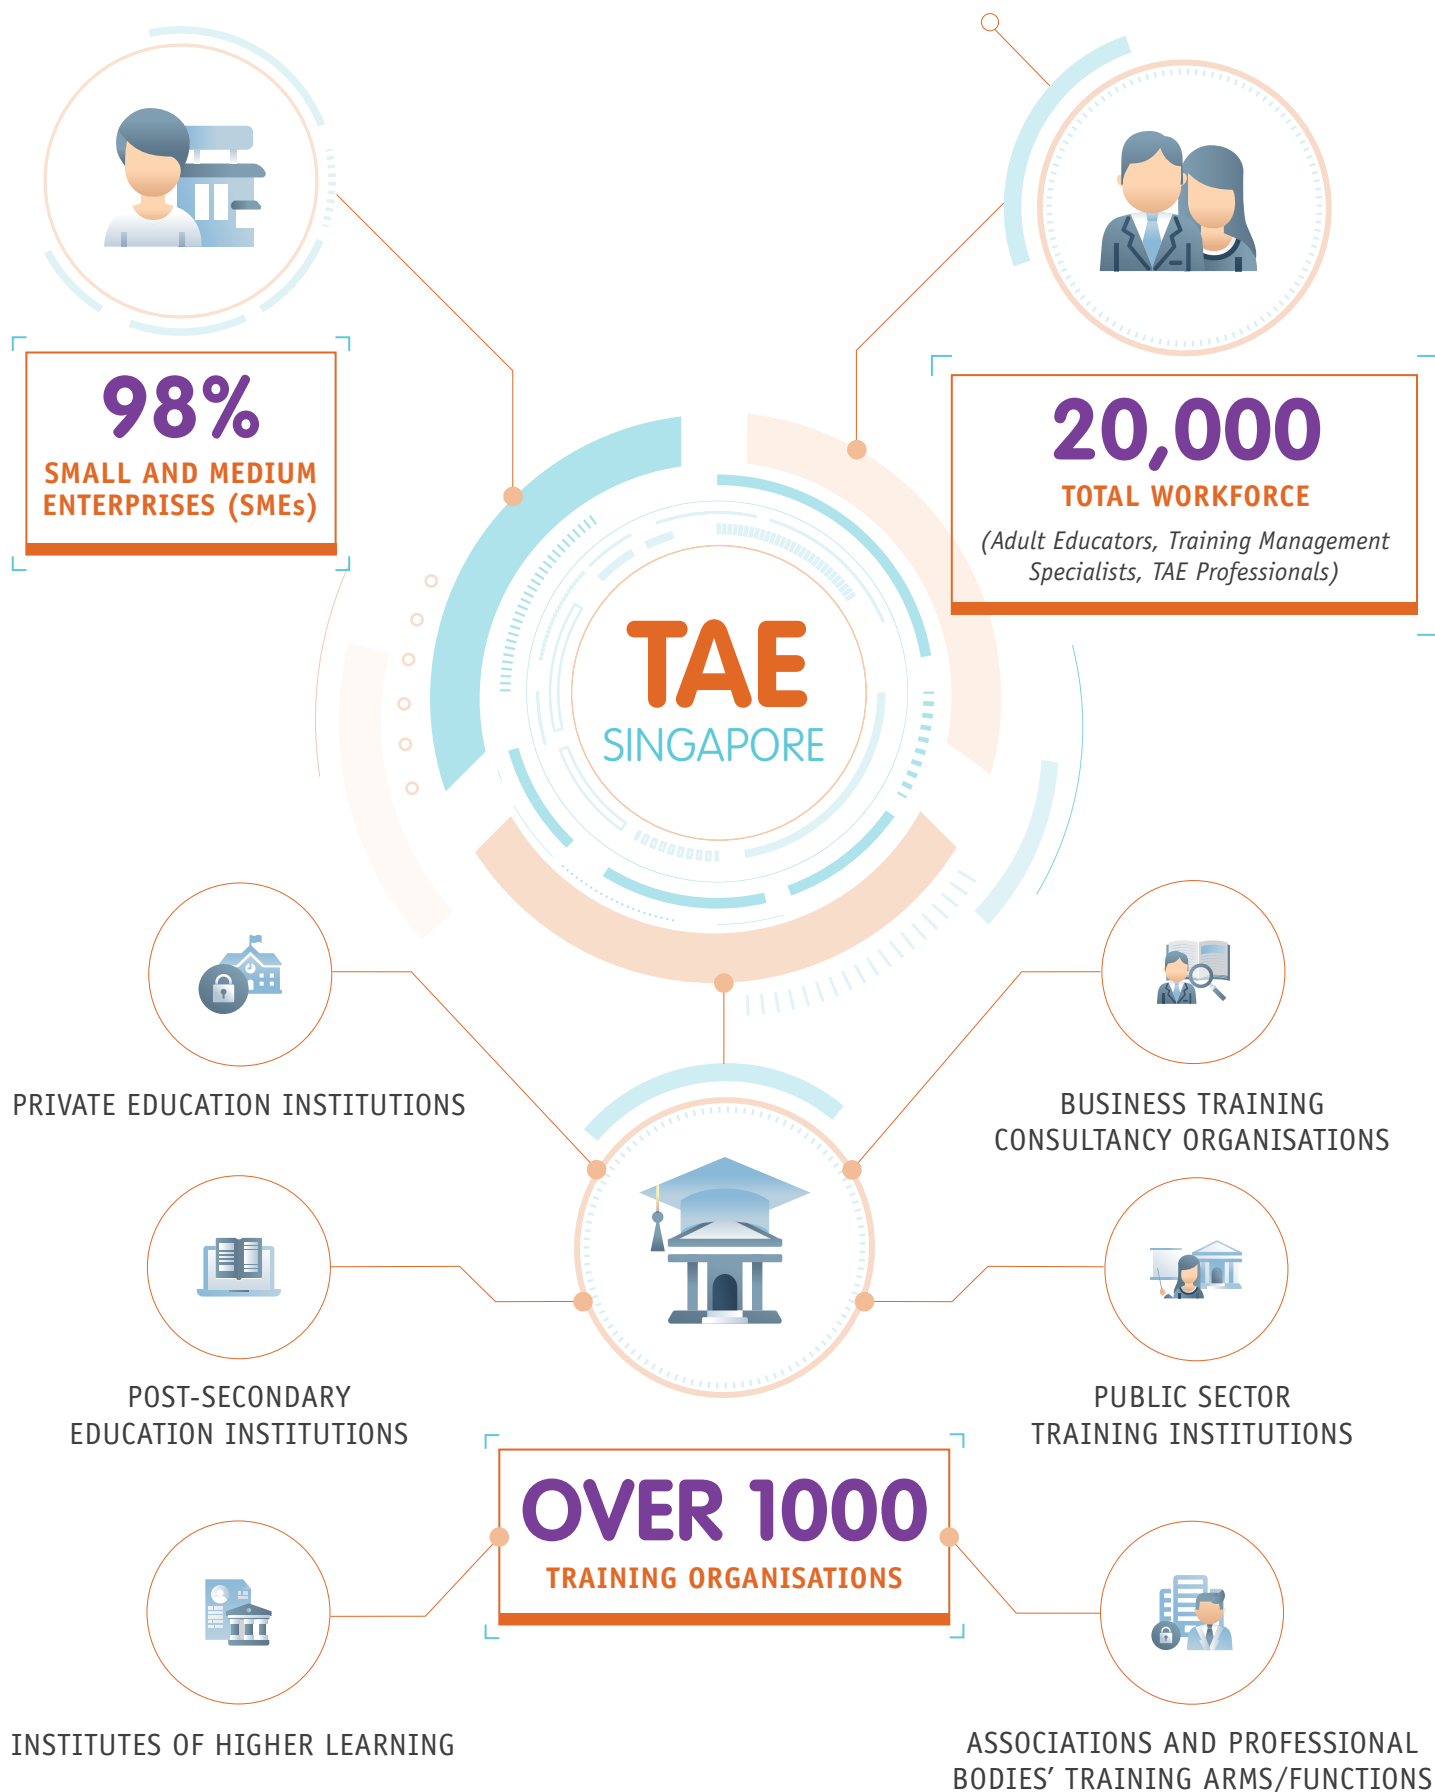 98%
SMALL AND MEDIUM
ENTERPRISES (SMEs)
20,000
TOTAL WORKFORCE
(Adult Educators, Training Management
Specialists, TAE Professionals)
TAE
SINGAPORE
PRIVATE EDUCATION INSTITUTIONS
BUSINESS TRAINING
CONSULTANCY ORGANISATIONS
POST-SECONDARY
EDUCATION INSTITUTIONS
PUBLIC SECTOR
TRAINING INSTITUTIONS
OVER 1000
TRAINING ORGANISATIONS
INSTITUTES OF HIGHER LEARNING
ASSOCIATIONS AND PROFESSIONAL
BODIES’ TRAINING ARMS/FUNCTIONS